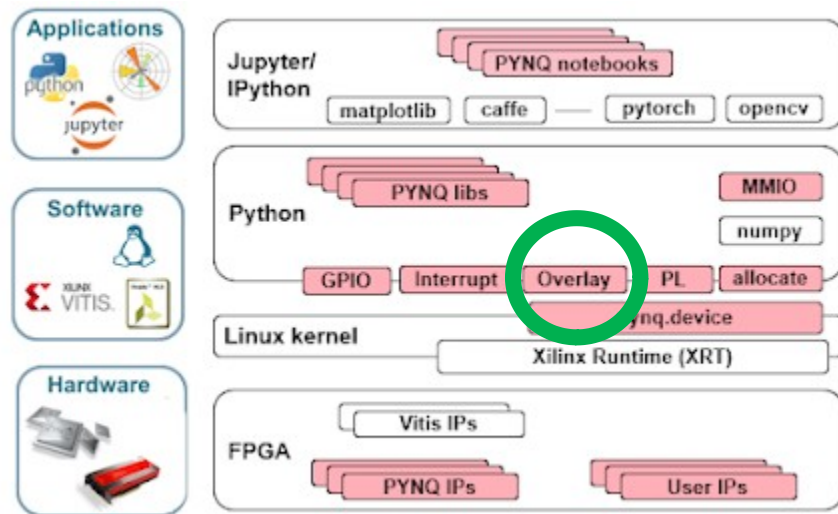 Applications
python
jupyter
Software
XILINX
VITIS.
Hardware
Jupyter/
IPython
PYNQ notebooks
matplotlib
caffe
pytorch
opencv
Python
PYNQ libs
MMIO
numpy
GPIO
Interrupt
Overlay
PL
allocate
Linux kernel
ynq.device
Xilinx Runtime (XRT)
FPGA
Vitis IPs
PYNQ IPs
User IPs